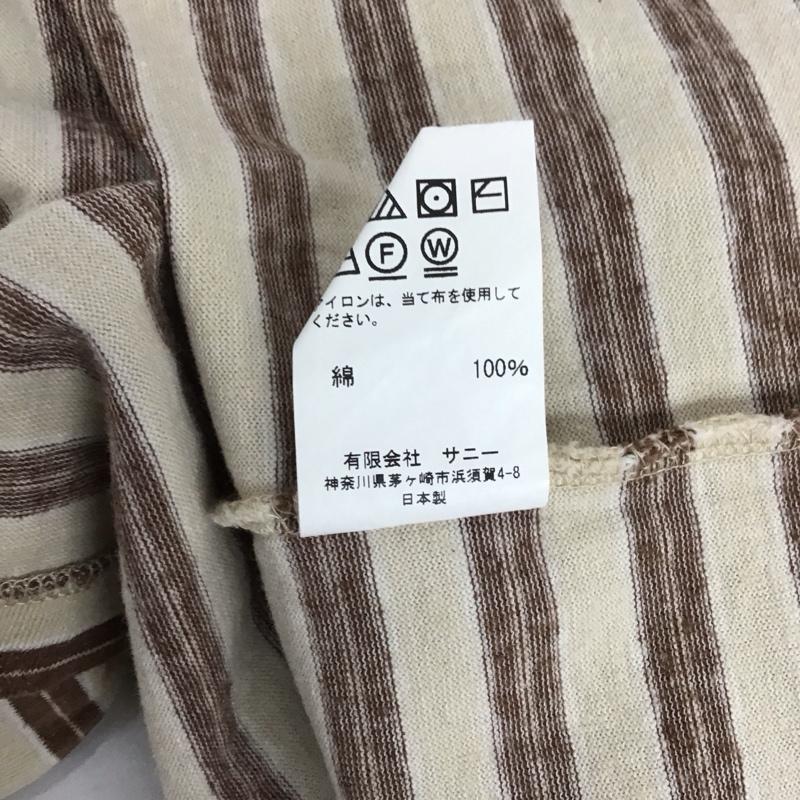 F W
イロンは、当て布を使用して
ください。
綿 100%
有限会社 サニー
神奈川県茅ヶ崎市浜須賀4-8
日本製